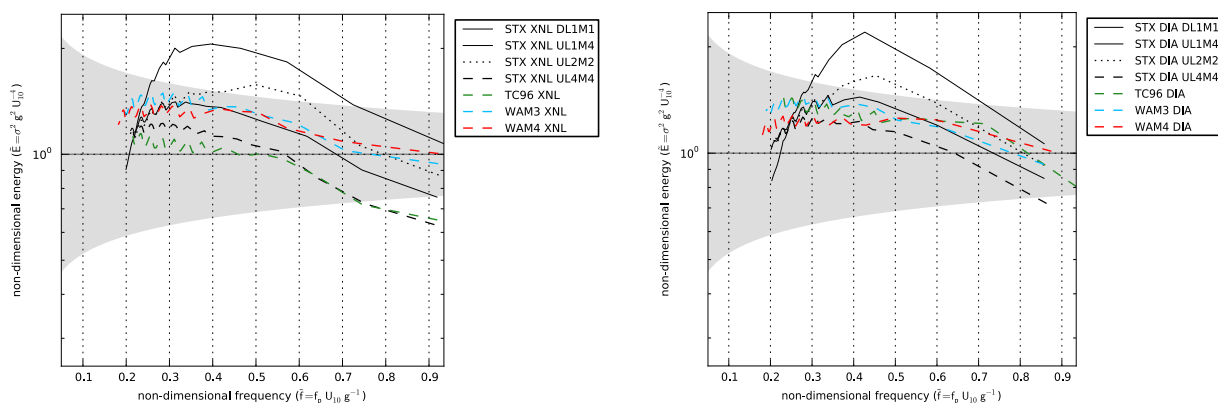 non-dimensional energy (Ẽ=σ² g² U₁₀⁻⁴)
10⁰
0.1 0.2 0.3 0.4 0.5 0.6 0.7 0.8 0.9
non-dimensional frequency (f̃=fₚ U₁₀ g⁻¹)
STX XNL DL1M1
STX XNL UL1M4
STX XNL UL2M2
STX XNL UL4M4
TC96 XNL
WAM3 XNL
WAM4 XNL
non-dimensional energy (Ẽ=σ² g² U₁₀⁻⁴)
10⁰
0.1 0.2 0.3 0.4 0.5 0.6 0.7 0.8 0.9
non-dimensional frequency (f̃=fₚ U₁₀ g⁻¹)
STX DIA DL1M1
STX DIA UL1M4
STX DIA UL2M2
STX DIA UL4M4
TC96 DIA
WAM3 DIA
WAM4 DIA